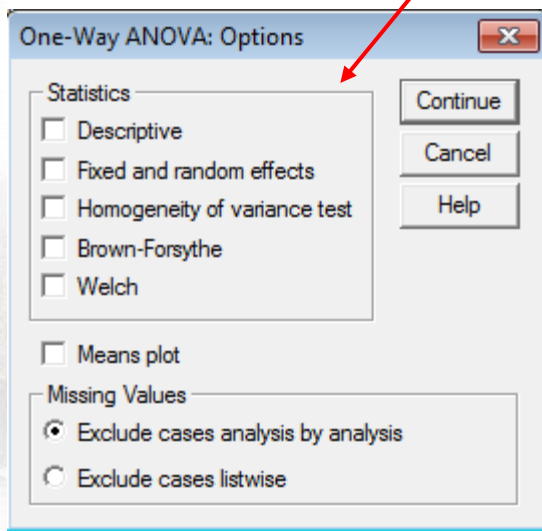 One-Way ANOVA: Options
Statistics
Descriptive
Fixed and random effects
Homogeneity of variance test
Brown-Forsythe
Welch
Continue
Cancel
Help
Means plot
Missing Values
Exclude cases analysis by analysis
Exclude cases listwise